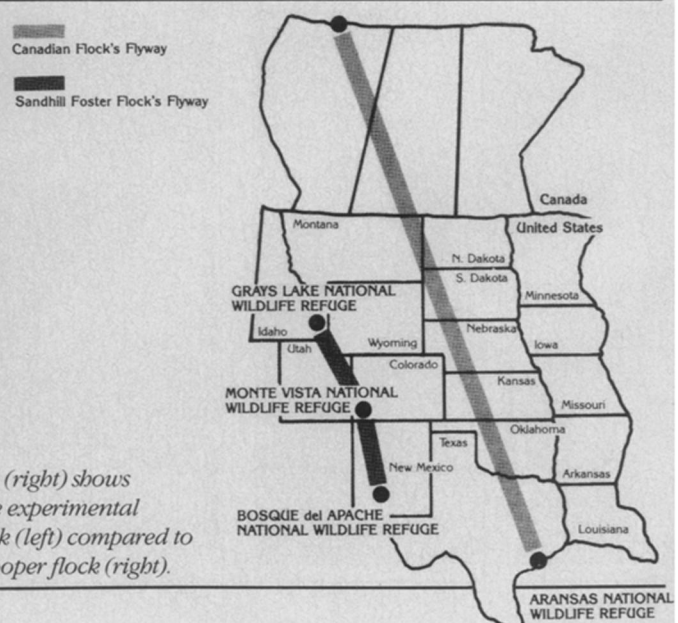 Canadian Flock's Flyway
Sandhill Foster Flock's Flyway
Canada
United States
Montana
N. Dakota
S. Dakota
Minnesota
GRAYS LAKE NATIONAL
WILDLIFE REFUGE
Idaho
Utah
Wyoming
Nebraska
Iowa
Colorado
Kansas
MONTE VISTA NATIONAL
WILDLIFE REFUGE
Missouri
Oklahoma
Texas
New Mexico
Arkansas
(right) shows
e experimental
k (left) compared to
ooper flock (right).
BOSQUE del APACHE
NATIONAL WILDLIFE REFUGE
Louisiana
ARANSAS NATIONAL
WILDLIFE REFUGE